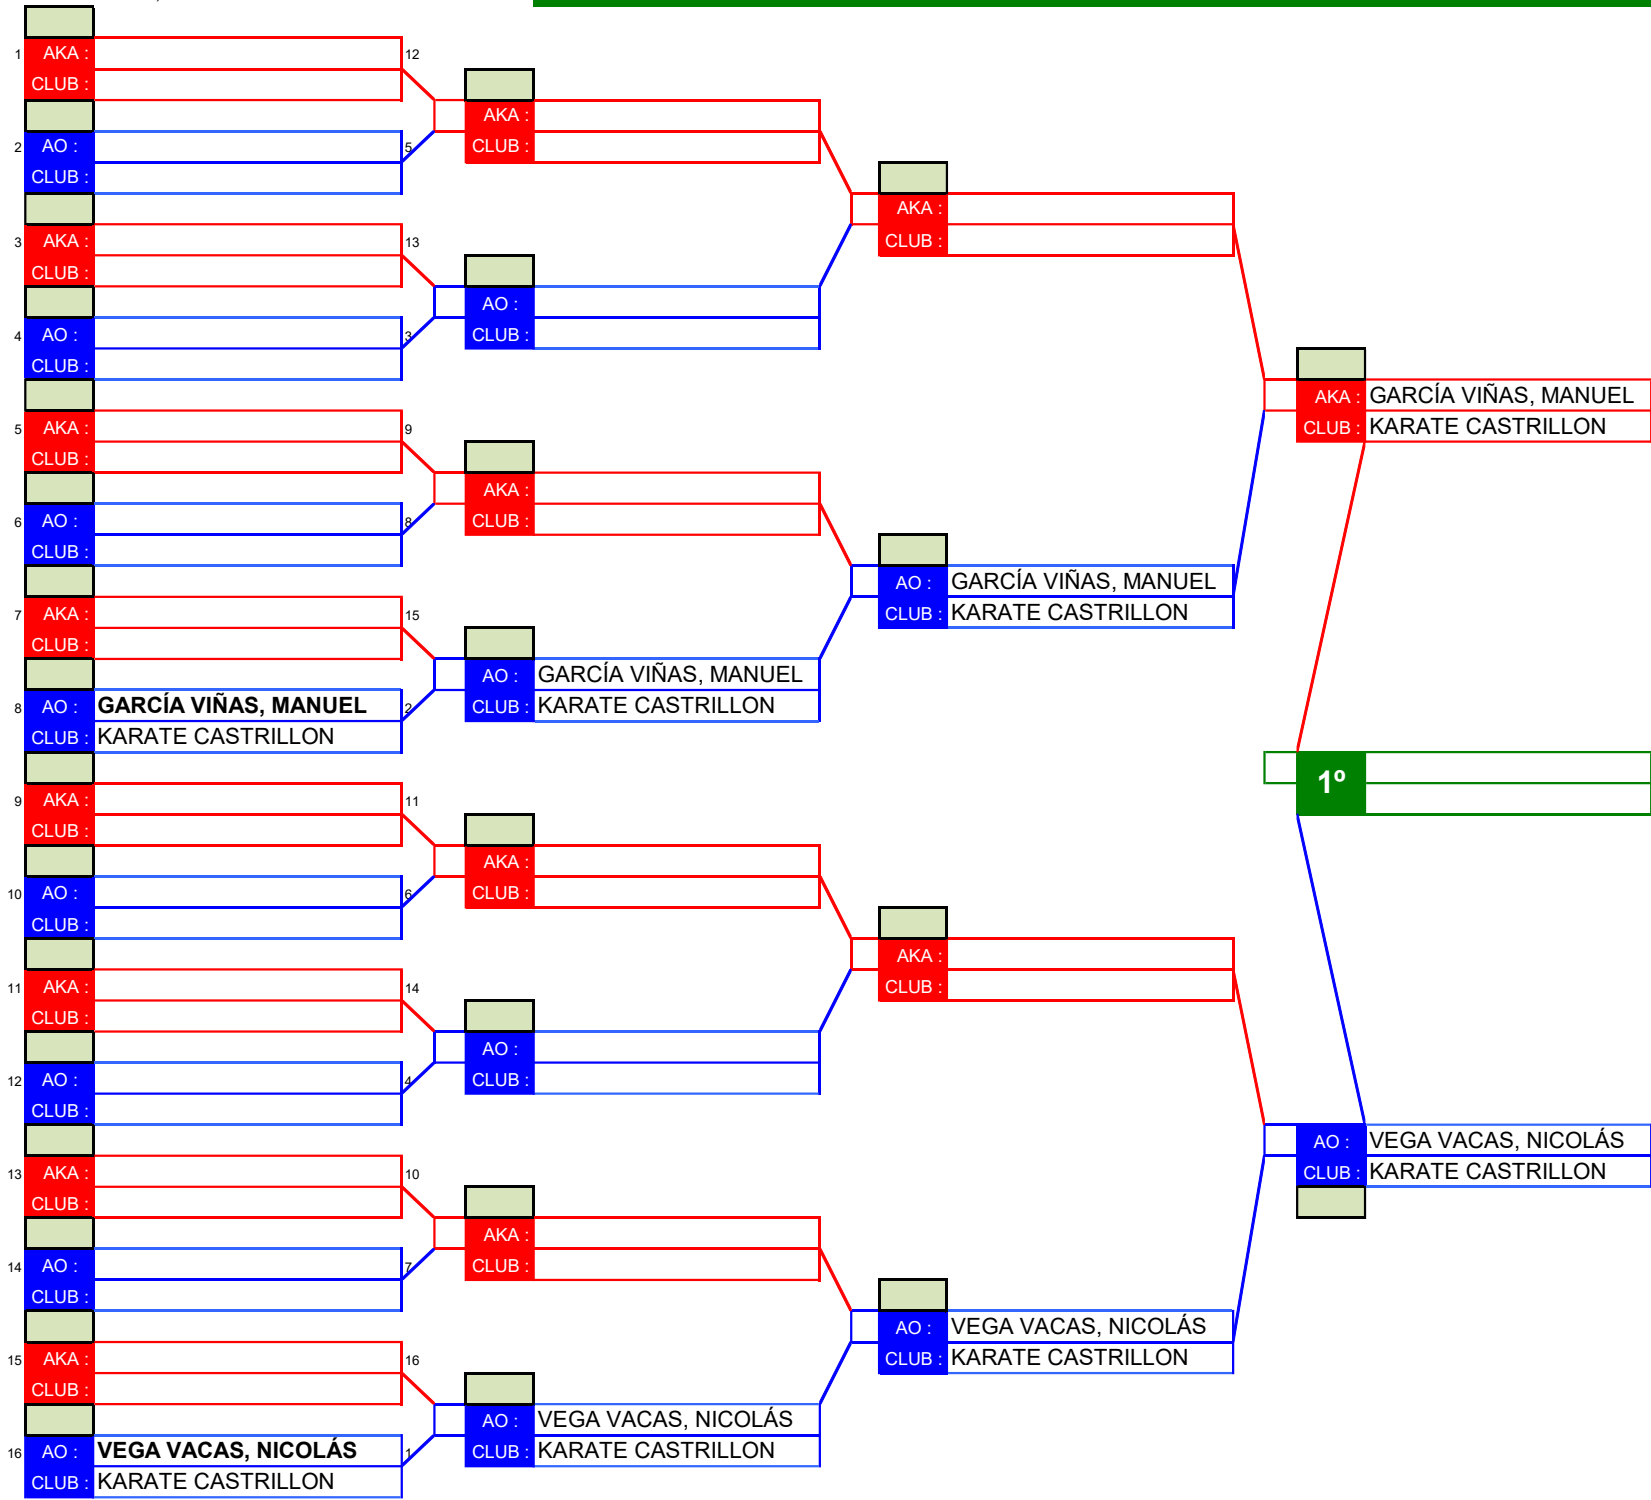 1 AKA : 12
CLUB :
2 AO : 5
CLUB :
3 AKA : 13
CLUB :
4 AO : 3
CLUB :
5 AKA : 9
CLUB :
6 AO : 8
CLUB :
7 AKA : 15
CLUB :
8 AO : GARCÍA VIÑAS, MANUEL 2
CLUB : KARATE CASTRILLON
9 AKA : 11
CLUB :
10 AO : 6
CLUB :
11 AKA : 14
CLUB :
12 AO : 4
CLUB :
13 AKA : 10
CLUB :
14 AO : 7
CLUB :
15 AKA : 16
CLUB :
16 AO : VEGA VACAS, NICOLÁS 1
CLUB : KARATE CASTRILLON
AKA :
CLUB :
AO :
CLUB :
AKA :
CLUB :
AO : GARCÍA VIÑAS, MANUEL
CLUB : KARATE CASTRILLON
AKA :
CLUB :
AO :
CLUB :
AKA :
CLUB :
AO : VEGA VACAS, NICOLÁS
CLUB : KARATE CASTRILLON
AKA :
CLUB :
AO : GARCÍA VIÑAS, MANUEL
CLUB : KARATE CASTRILLON
AKA :
CLUB :
AO : VEGA VACAS, NICOLÁS
CLUB : KARATE CASTRILLON
AKA : GARCÍA VIÑAS, MANUEL
CLUB : KARATE CASTRILLON
1º
AO : VEGA VACAS, NICOLÁS
CLUB : KARATE CASTRILLON